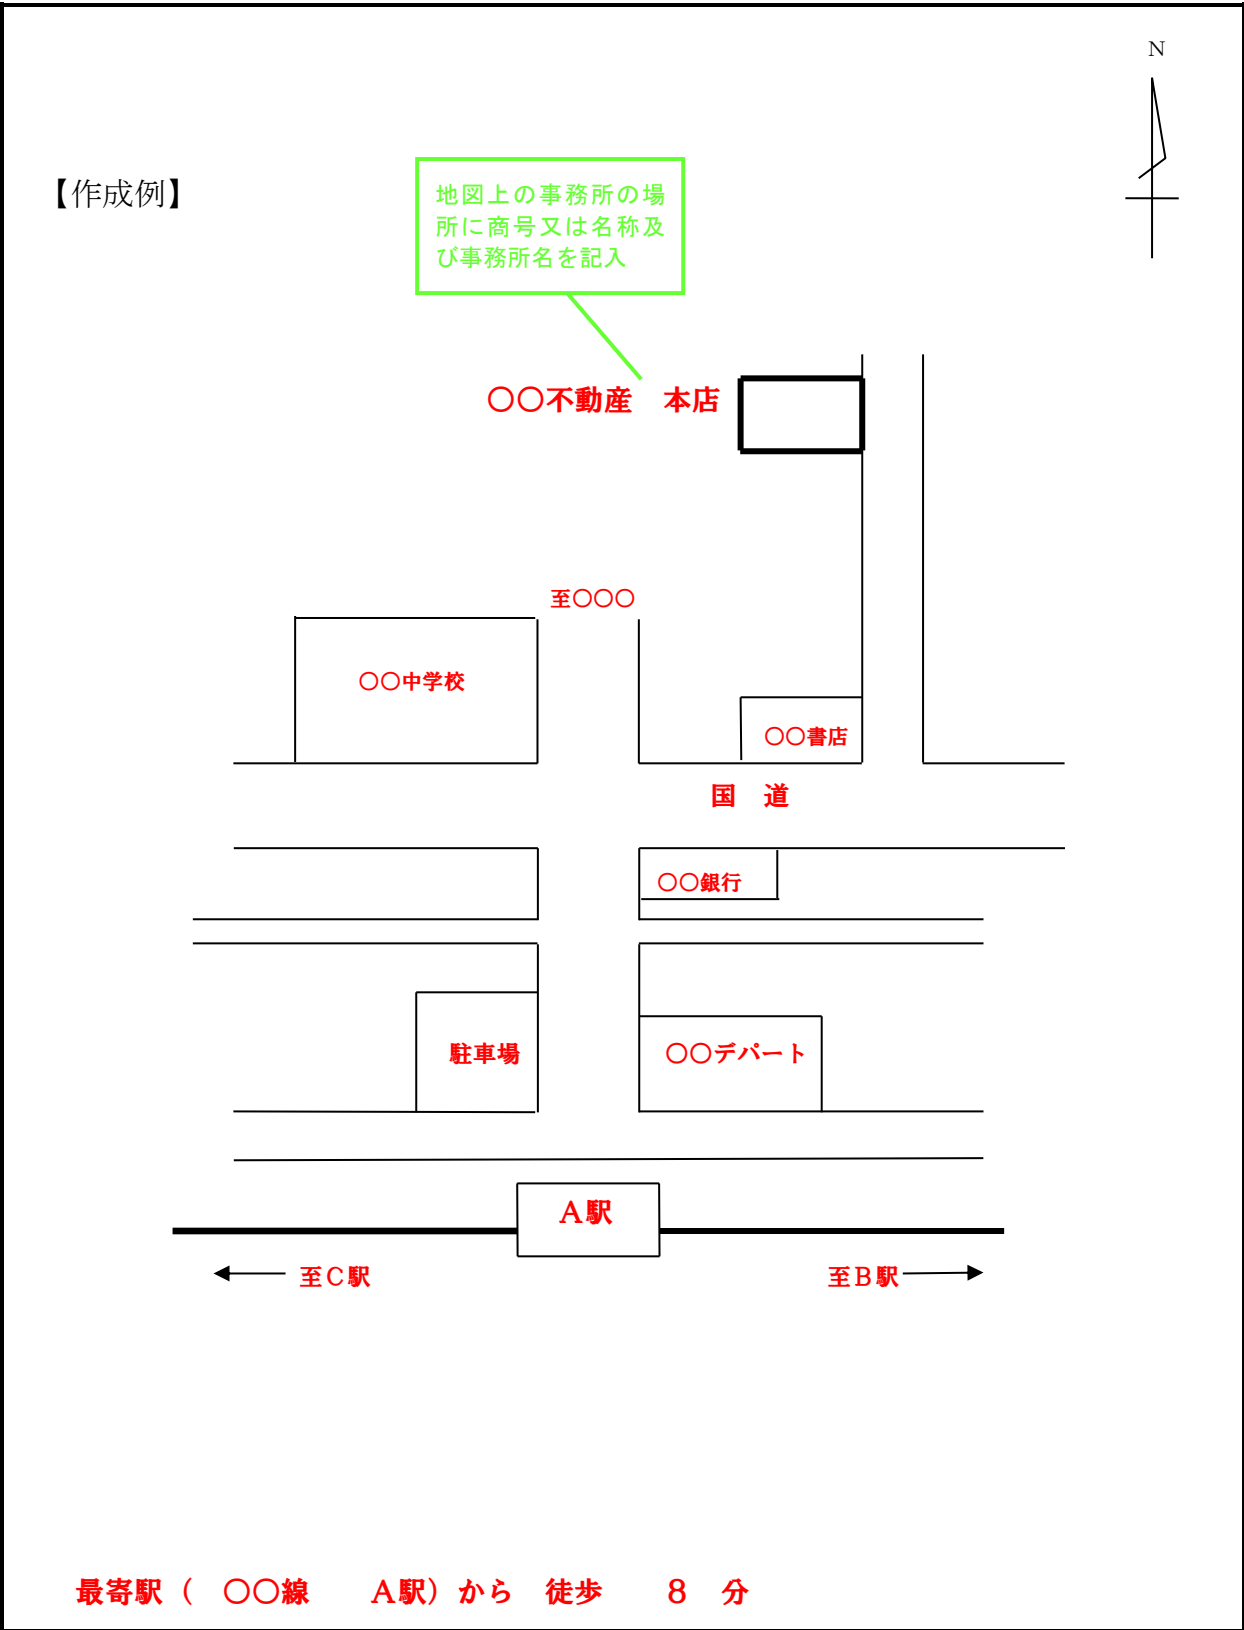 N
【作成例】
地図上の事務所の場
所に商号又は名称及
び事務所名を記入
〇〇不動産　本店
至〇〇〇
〇〇中学校
〇〇書店
国　道
〇〇銀行
駐車場
〇〇デパート
Ａ駅
至Ｃ駅
至Ｂ駅
最寄駅（　〇〇線　　Ａ駅）から　徒歩　　８　分